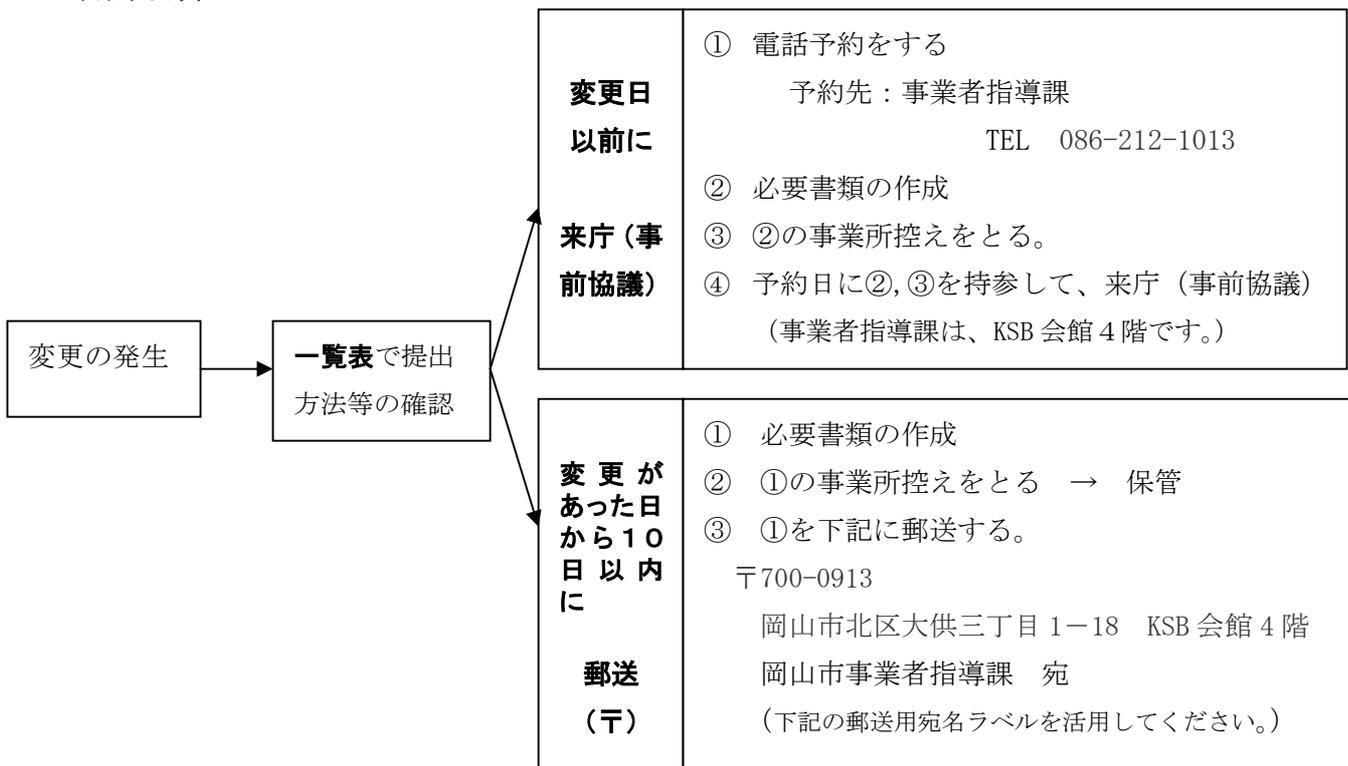 変更の発生
一覧表で提出
方法等の確認
変更日
以前に
来庁（事
前協議）
① 電話予約をする
予約先：事業者指導課
TEL 086-212-1013
② 必要書類の作成
③ ②の事業所控えをとる。
④ 予約日に②,③を持参して、来庁（事前協議）
（事業者指導課は、KSB会館４階です。）
変更が
あった日
から１０
日以内
に
郵送
（〒）
① 必要書類の作成
② ①の事業所控えをとる → 保管
③ ①を下記に郵送する。
〒700-0913
岡山市北区大供三丁目1－18 KSB会館4階
岡山市事業者指導課 宛
（下記の郵送用宛名ラベルを活用してください。）